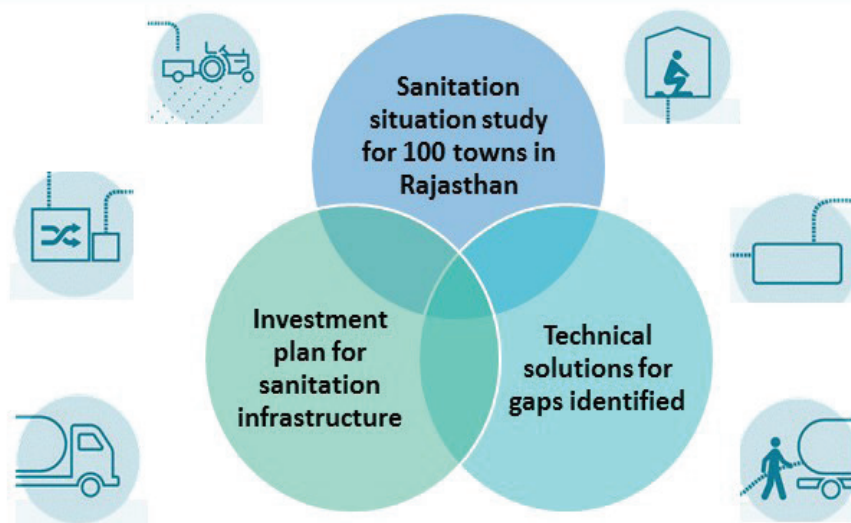 Sanitation
situation study
for 100 towns in
Rajasthan
Investment
plan for
sanitation
infrastructure
Technical
solutions for
gaps identified